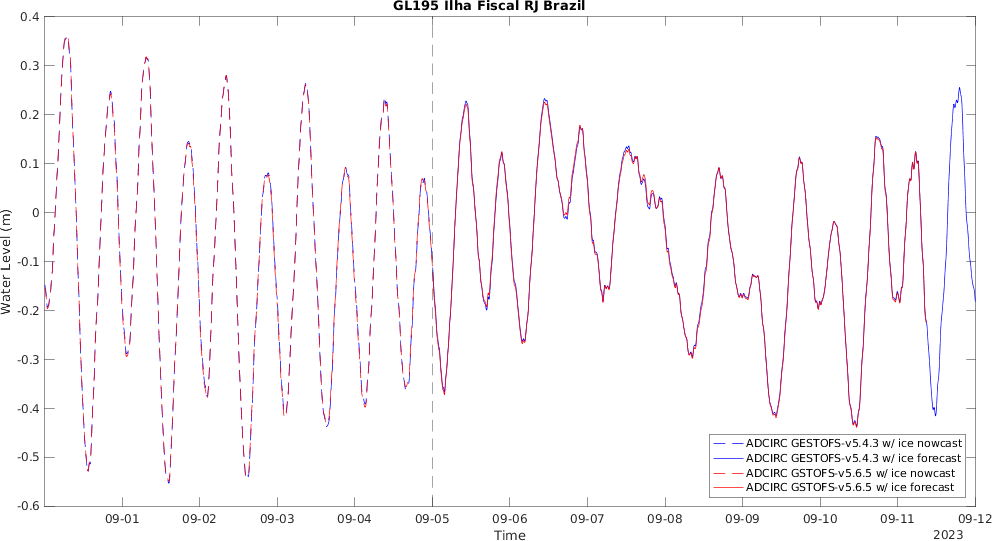 GL195 Ilha Fiscal RJ Brazil
0.4
0.3
0.2
0.1
0
-0.1
-0.2
-0.3
-0.4
-0.5
-0.6
Water Level (m)
ADCIRC GESTOFS-v5.4.3 w/ ice nowcast
ADCIRC GESTOFS-v5.4.3 w/ ice forecast
ADCIRC GSTOFS-v5.6.5 w/ ice nowcast
ADCIRC GSTOFS-v5.6.5 w/ ice forecast
09-01 09-02 09-03 09-04 09-05 09-06 09-07 09-08 09-09 09-10 09-11 09-12
Time
2023